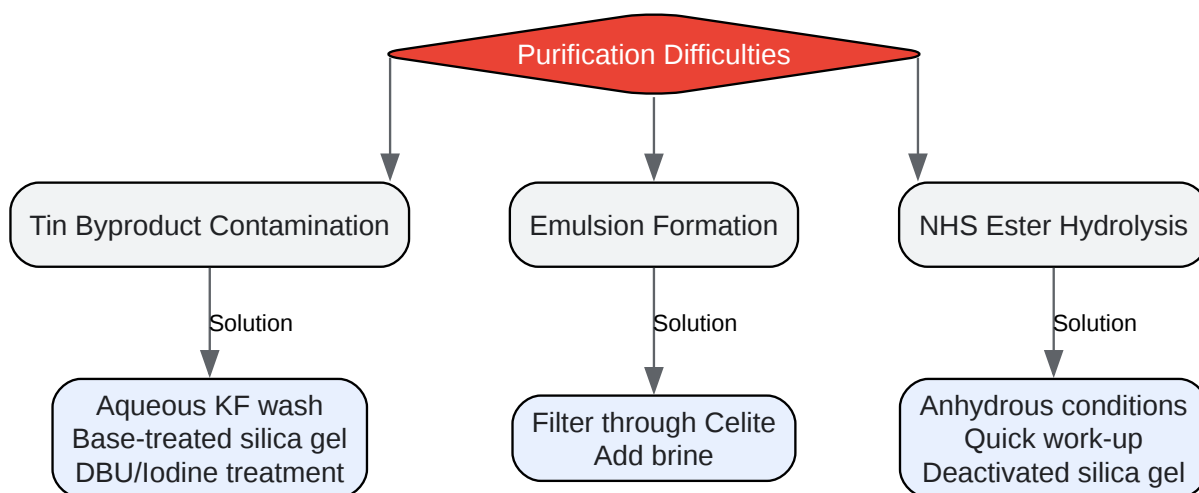 Purification Difficulties
Tin Byproduct Contamination
Emulsion Formation
NHS Ester Hydrolysis
Solution
Solution
Solution
Aqueous KF wash
Base-treated silica gel
DBU/Iodine treatment
Filter through Celite
Add brine
Anhydrous conditions
Quick work-up
Deactivated silica gel